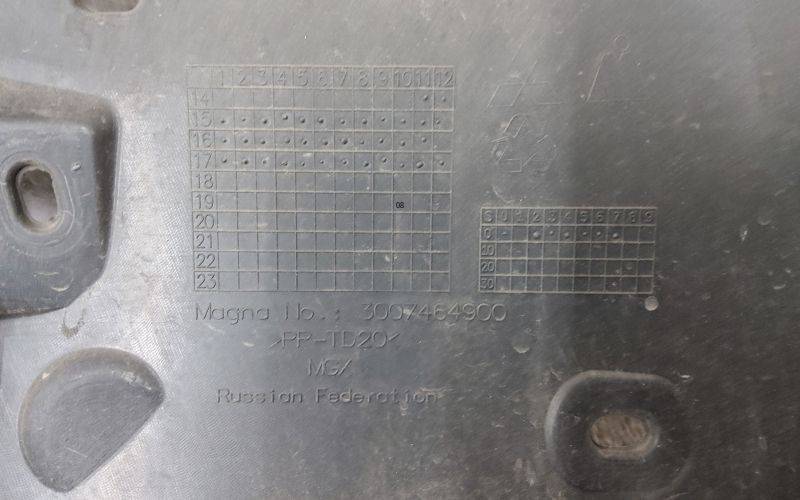 1 2 3 4 5 6 7 8 9 10 11 12
14
15
16
17
18
19 08
20
21
22
23
S 0 1 2 3 4 5 6 7 8 9
0
10
20
30
Magna No.: 3007464900
>PP-TD20<
MGX
Russian Federation